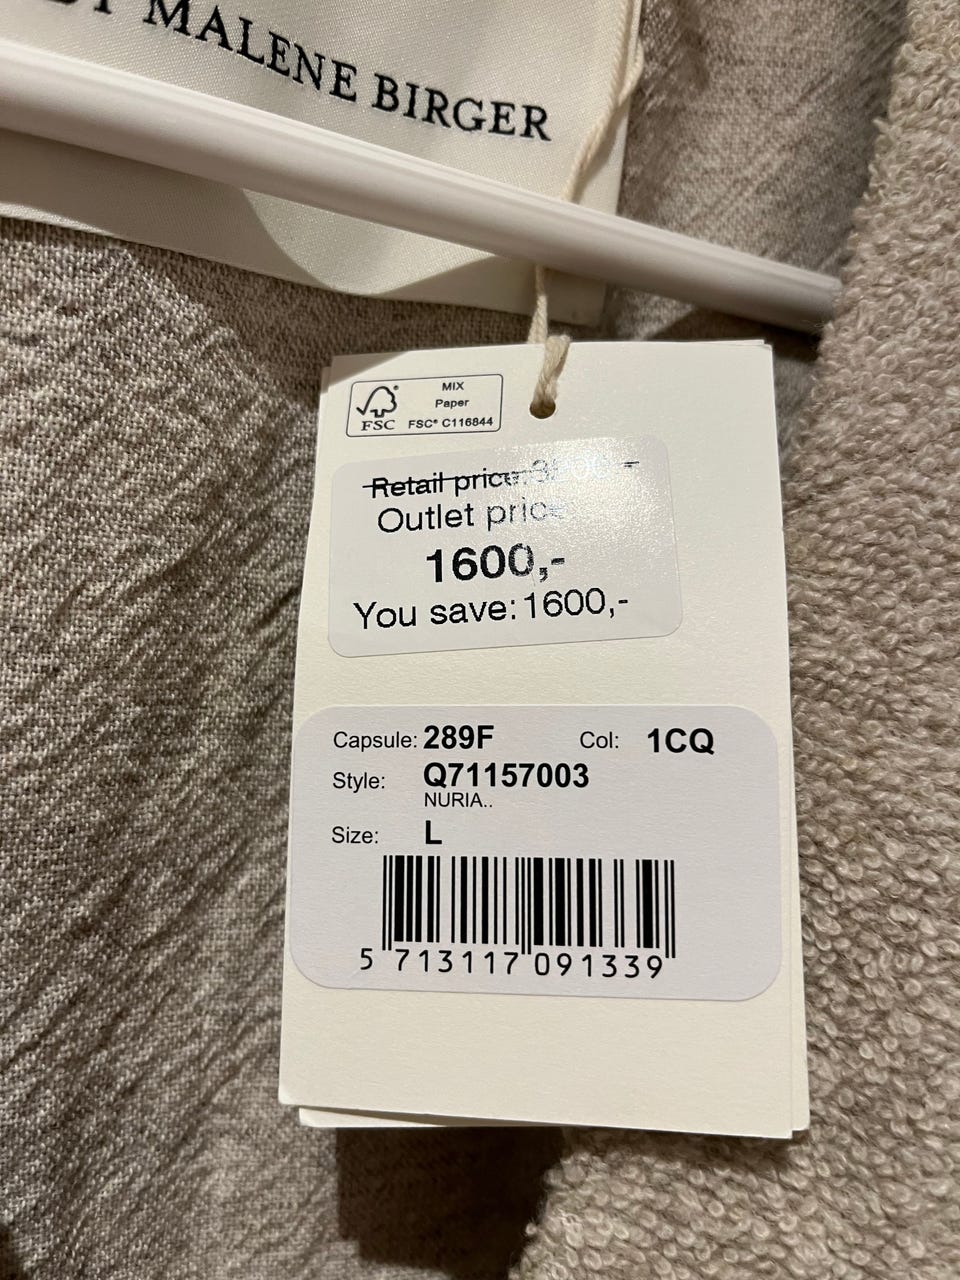 MALENE BIRGER
MIX
Paper
FSC FSC® C116844
Retail price:
Outlet price
1600,-
You save: 1600,-
Capsule: 289F Col: 1CQ
Style: Q71157003
NURIA..
Size: L
5 713117 091339